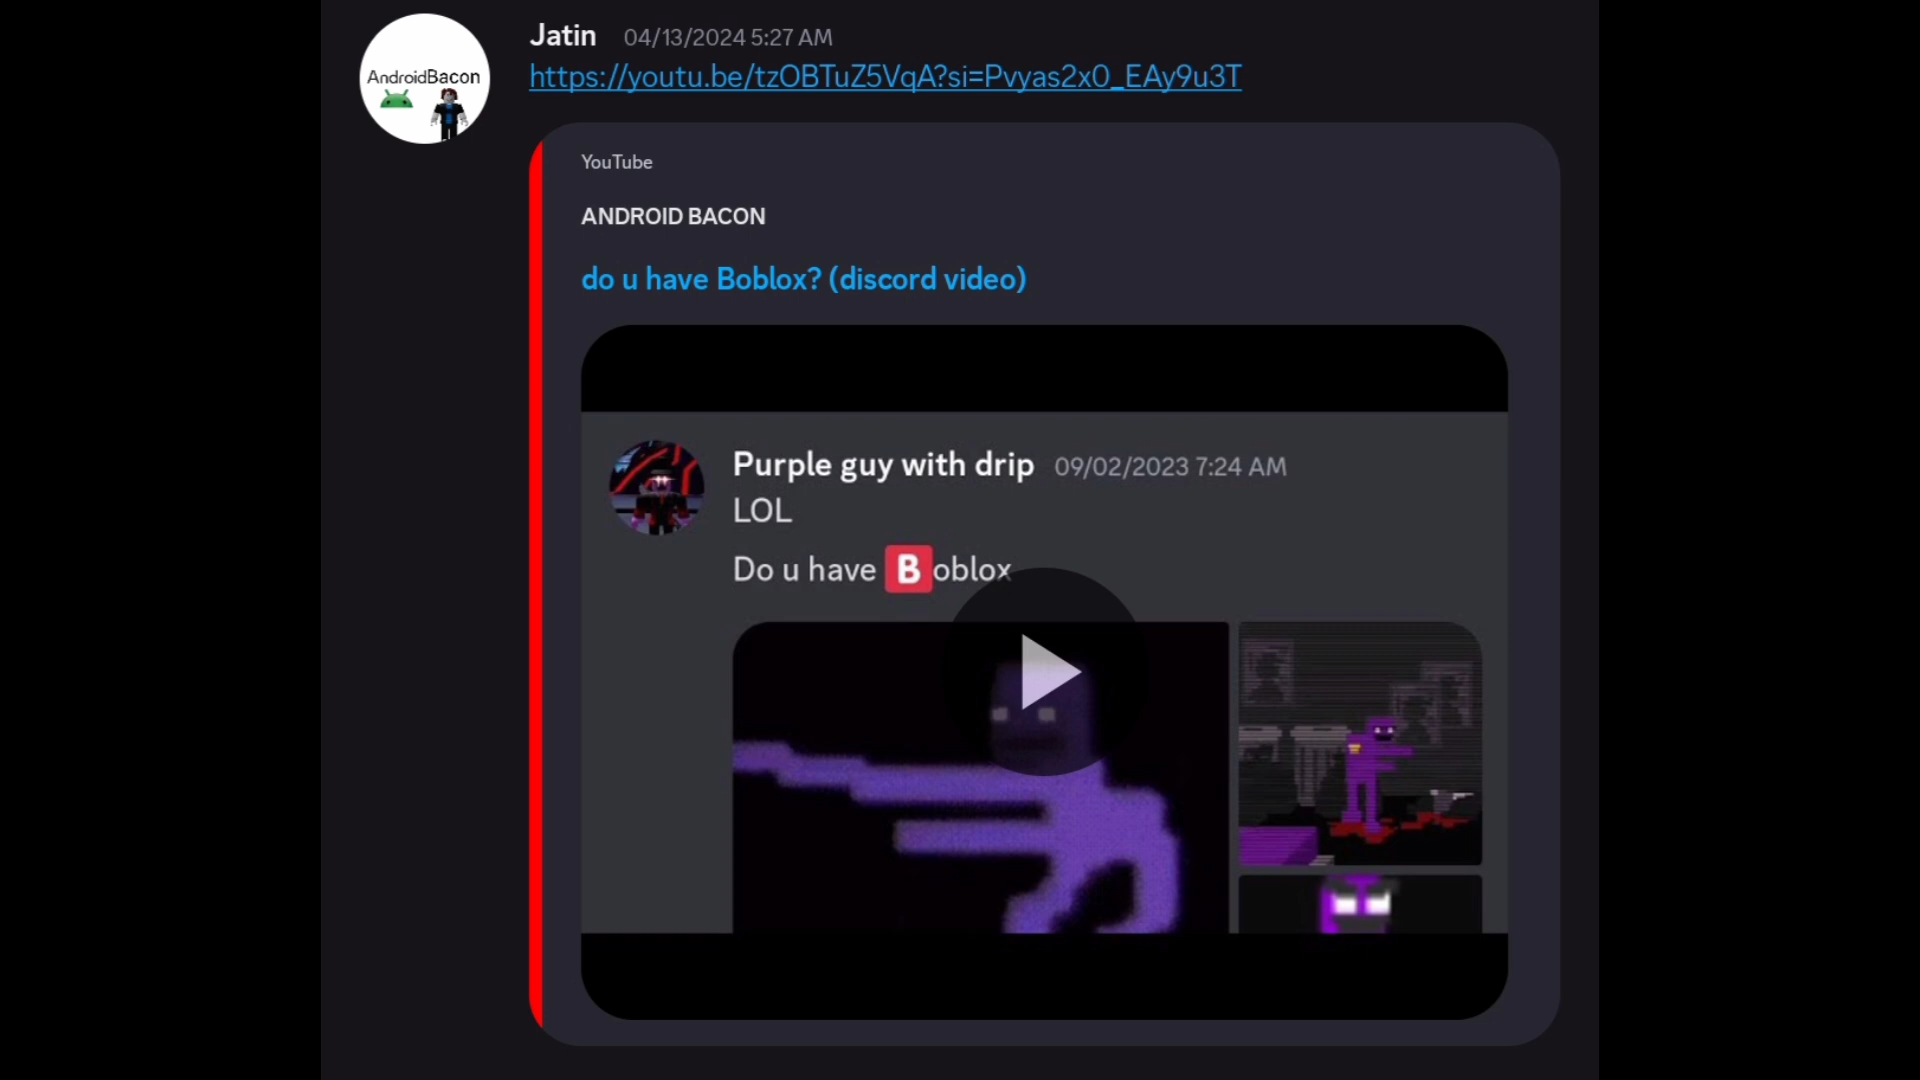 AndroidBacon
Jatin 04/13/2024 5:27 AM
https://youtu.be/tzOBTuZ5VqA?si=Pvyas2x0_EAy9u3T
YouTube
ANDROID BACON
do u have Boblox? (discord video)
Purple guy with drip 09/02/2023 7:24 AM
LOL
Do u have 🅱️oblox